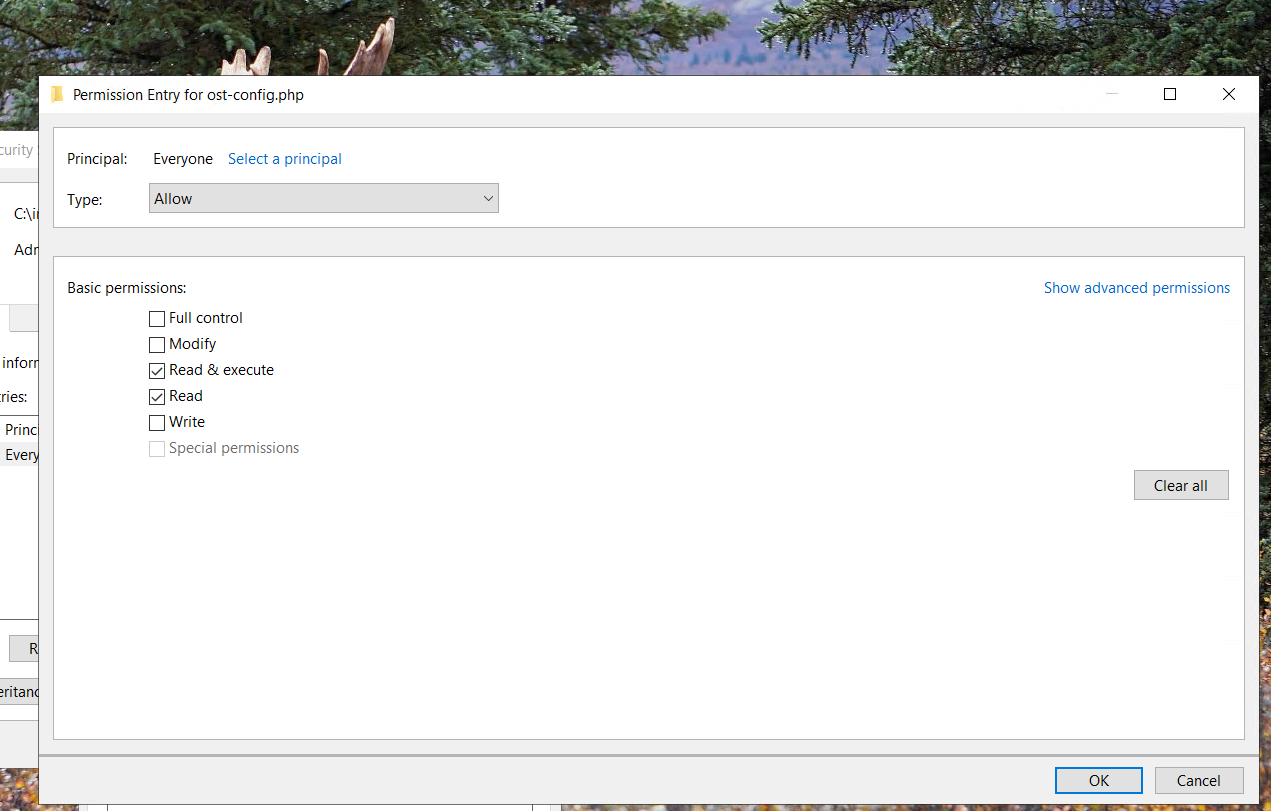 Permission Entry for ost-config.php
Principal: Everyone Select a principal
Type: Allow
Basic permissions: Show advanced permissions
Full control
Modify
Read & execute
Read
Write
Special permissions
Clear all
OK Cancel
curity
C:\i
Adr
infor
ries:
Princ
Every
R
eritanc